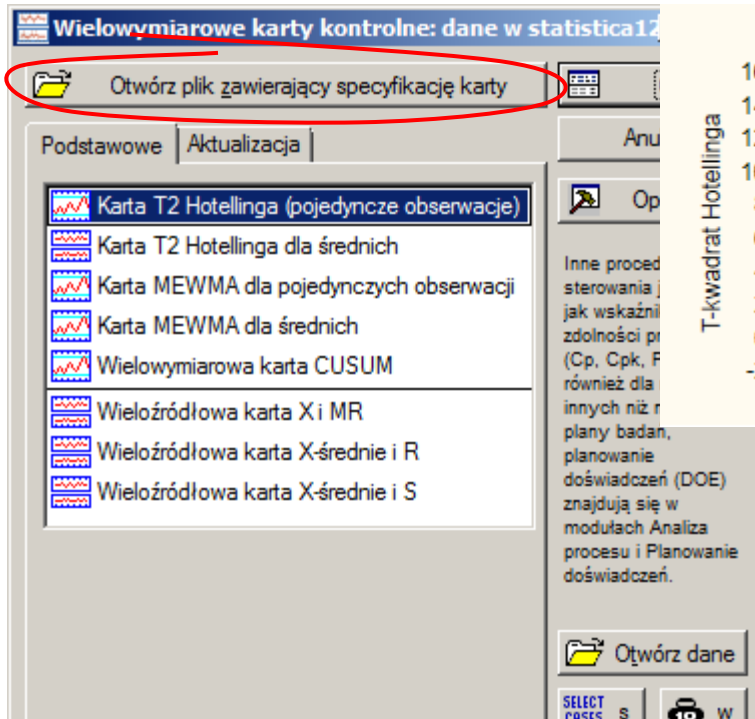 Wielowymiarowe karty kontrolne: dane w statistica12
Otwórz plik zawierający specyfikację karty
Podstawowe
Aktualizacja
Karta T2 Hotellinga (pojedyncze obserwacje)
Karta T2 Hotellinga dla średnich
Karta MEWMA dla pojedynczych obserwacji
Karta MEWMA dla średnich
Wielowymiarowa karta CUSUM
Wieloźródłowa karta X i MR
Wieloźródłowa karta X-średnie i R
Wieloźródłowa karta X-średnie i S
Anu
Op
Inne proced
sterowania j
jak wskaźni
zdolności pr
(Cp, Cpk, P
również dla
innych niż r
plany badań,
planowanie
doświadczeń (DOE)
znajdują się w
modułach Analiza
procesu i Planowanie
doświadczeń.
Otwórz dane
SELECT
CASES S
W
T-kwadrat Hotellinga